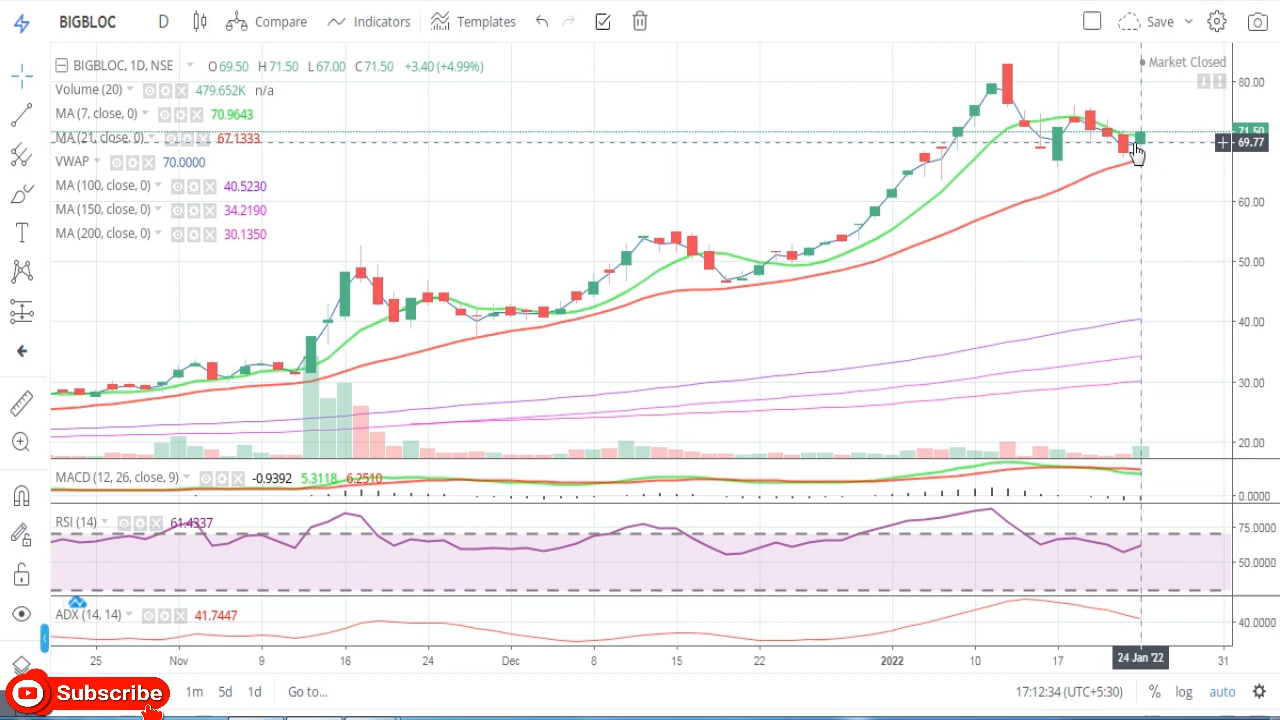 BIGBLOC D Compare Indicators Templates Save
BIGBLOC, 1D, NSE O 69.50 H 71.50 L 67.00 C 71.50 +3.40 (+4.99%)
Market Closed
Volume (20) 479.652K n/a
MA (7, close, 0) 70.9643
MA (21, close, 0) 67.1333
VWAP 70.0000
MA (100, close, 0) 40.5230
MA (150, close, 0) 34.2190
MA (200, close, 0) 30.1350
80.00
71.50
69.77
60.00
50.00
40.00
30.00
20.00
MACD (12, 26, close, 9) -0.9392 5.3118 6.2510
0.0000
RSI (14) 61.4337
75.0000
50.0000
ADX (14, 14) 41.7447
40.0000
25 Nov 9 16 24 Dec 8 15 22 2022 10 17 24 Jan '22 31
Subscribe
1m 5d 1d Go to... 17:12:34 (UTC+5:30) % log auto